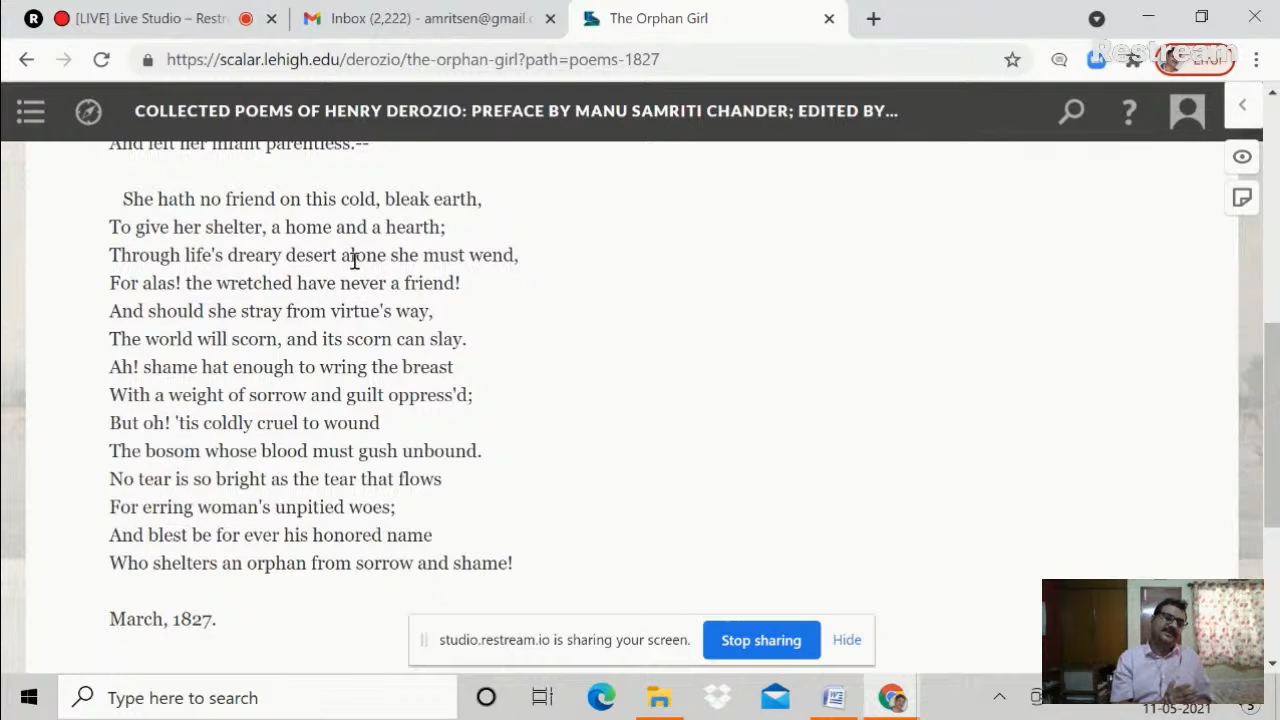 [LIVE] Live Studio – Restr
Inbox (2,222) - amritsen@gmail.c
The Orphan Girl
https://scalar.lehigh.edu/derozio/the-orphan-girl?path=poems-1827
Restream
Error
COLLECTED POEMS OF HENRY DEROZIO: PREFACE BY MANU SAMRITI CHANDER; EDITED BY...
And left her infant parentless.--
She hath no friend on this cold, bleak earth,
To give her shelter, a home and a hearth;
Through life's dreary desert alone she must wend,
For alas! the wretched have never a friend!
And should she stray from virtue's way,
The world will scorn, and its scorn can slay.
Ah! shame hat enough to wring the breast
With a weight of sorrow and guilt oppress'd;
But oh! 'tis coldly cruel to wound
The bosom whose blood must gush unbound.
No tear is so bright as the tear that flows
For erring woman's unpitied woes;
And blest be for ever his honored name
Who shelters an orphan from sorrow and shame!
March, 1827.
studio.restream.io is sharing your screen.
Stop sharing
Hide
Type here to search
11-05-2021